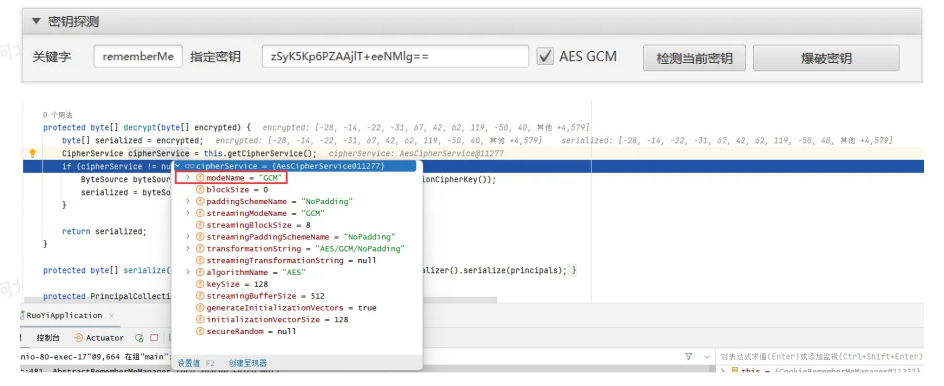 ▼ 密钥探测
关键字 rememberMe 指定密钥 zSyK5Kp6PZAAjlT+eeNMlg== AES GCM 检测当前密钥 爆破密钥
0 个用法
protected byte[] decrypt(byte[] encrypted) { encrypted: [-28, -14, -22, -31, 67, 42, 62, 119, -50, 40, 其他 +4,579]
byte[] serialized = encrypted; encrypted: [-28, -14, -22, -31, 67, 42, 62, 119, -50, 40, 其他 +4,579] serialized: [-28, -14, -22, -31, 67, 42, 62, 119, -50, 40, 其他 +4,579]
CipherService cipherService = this.getCipherService(); cipherService: AesCipherService@11277
if (cipherService != nu
∞ cipherService = {AesCipherService@11277}
ByteSource byteSour
ionCipherKey());
serialized = byteSo
}
return serialized;
}
modeName = "GCM"
blockSize = 0
paddingSchemeName = "NoPadding"
streamingModeName = "GCM"
streamingBlockSize = 8
streamingPaddingSchemeName = "NoPadding"
transformationString = "AES/GCM/NoPadding"
streamingTransformationString = null
algorithmName = "AES"
keySize = 128
streamingBufferSize = 512
generateInitializationVectors = true
initializationVectorSize = 128
secureRandom = null
设置值 F2 创建呈现器
protected byte[] serialize(
alizer().serialize(principals); }
protected PrincipalCollecti
RuoYiApplication ×
控制台 Actuator
nio-80-exec-17"@9,664 在组"main":
对表达式求值(Enter)或添加监视(Ctrl+Shift+Enter)
:481, AbstractRememberMeManager
this = {CookieRememberMeManager@11272}